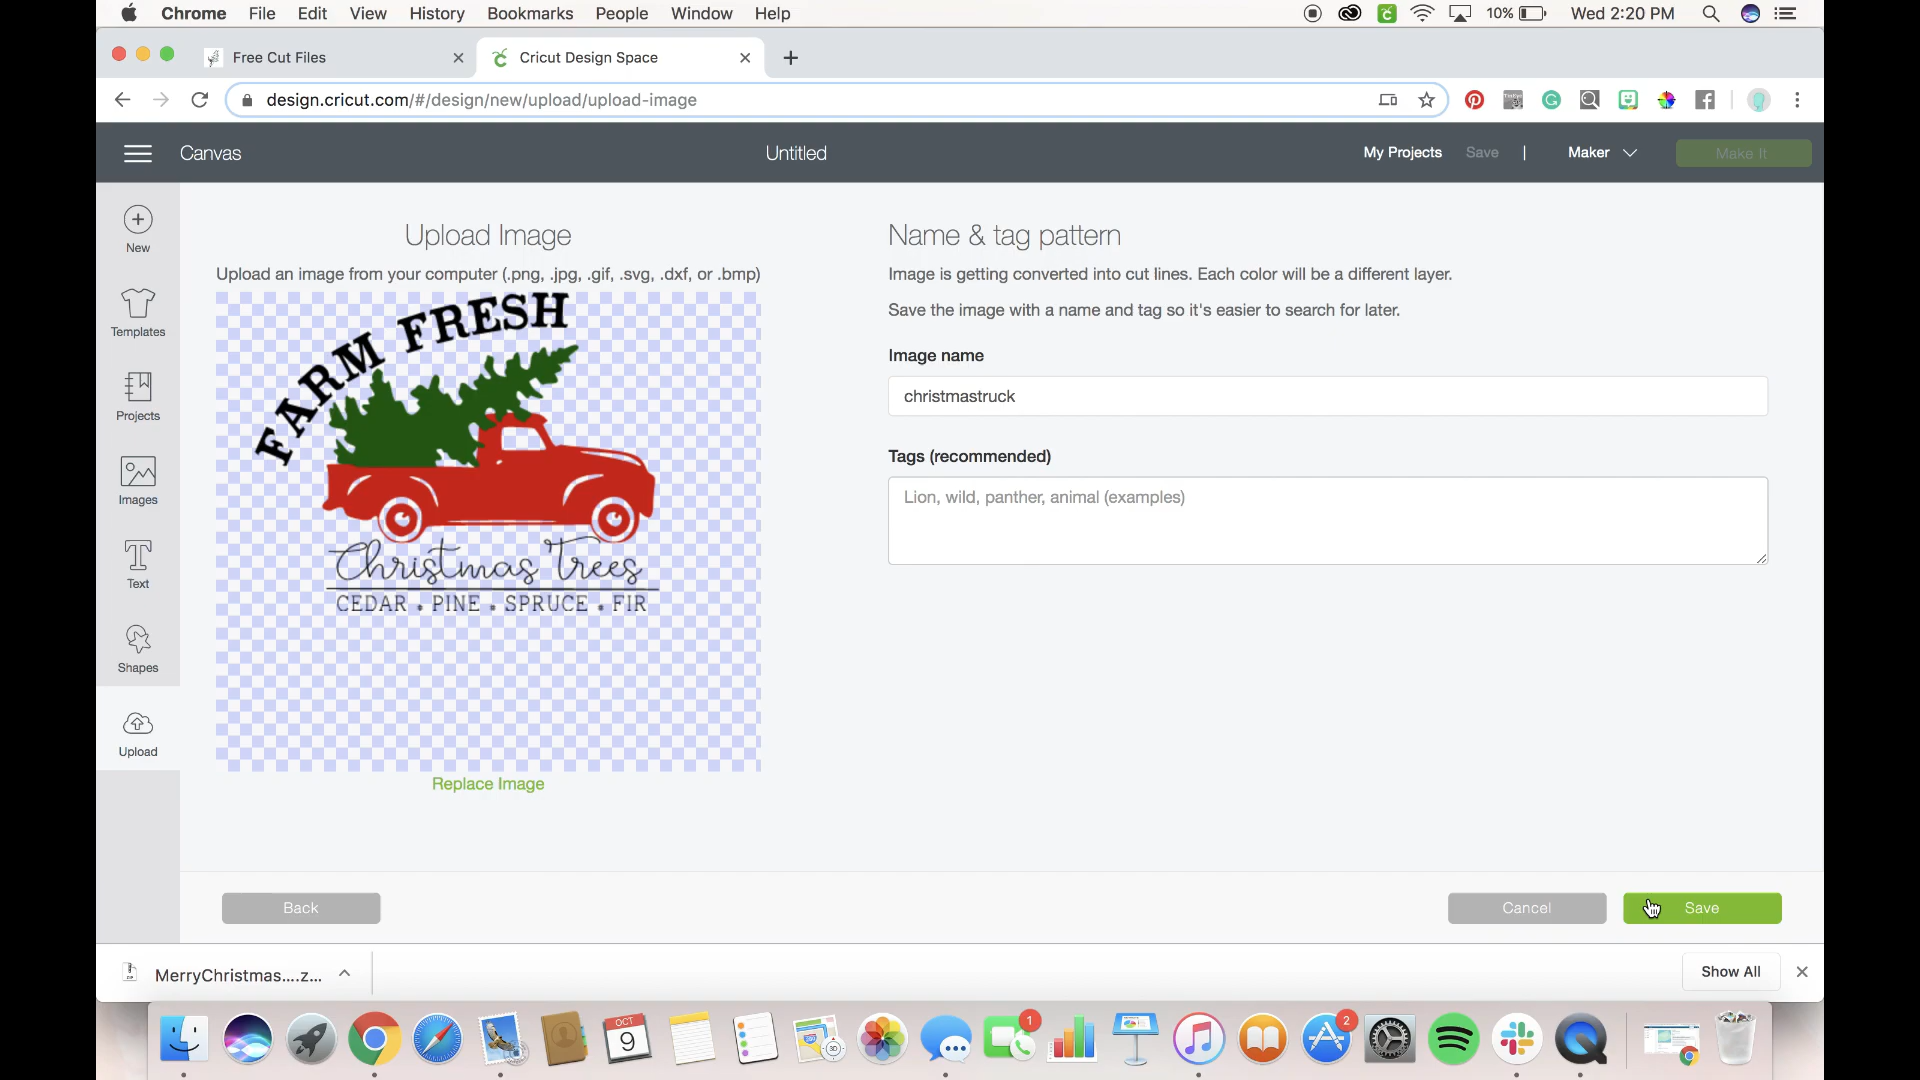 Chrome File Edit View History Bookmarks People Window Help 10% Wed 2:20 PM
Free Cut Files Cricut Design Space
design.cricut.com/#/design/new/upload/upload-image
Canvas Untitled My Projects Save | Maker Make It
New
Templates
Projects
Images
Text
Shapes
Upload
Upload Image
Upload an image from your computer (.png, .jpg, .gif, .svg, .dxf, or .bmp)
FARM FRESH
Christmas Trees
CEDAR • PINE • SPRUCE • FIR
Replace Image
Name & tag pattern
Image is getting converted into cut lines. Each color will be a different layer.
Save the image with a name and tag so it's easier to search for later.
Image name
christmastruck
Tags (recommended)
Lion, wild, panther, animal (examples)
Back Cancel Save
MerryChristmas....z... Show All
OCT
9
3D
1
2